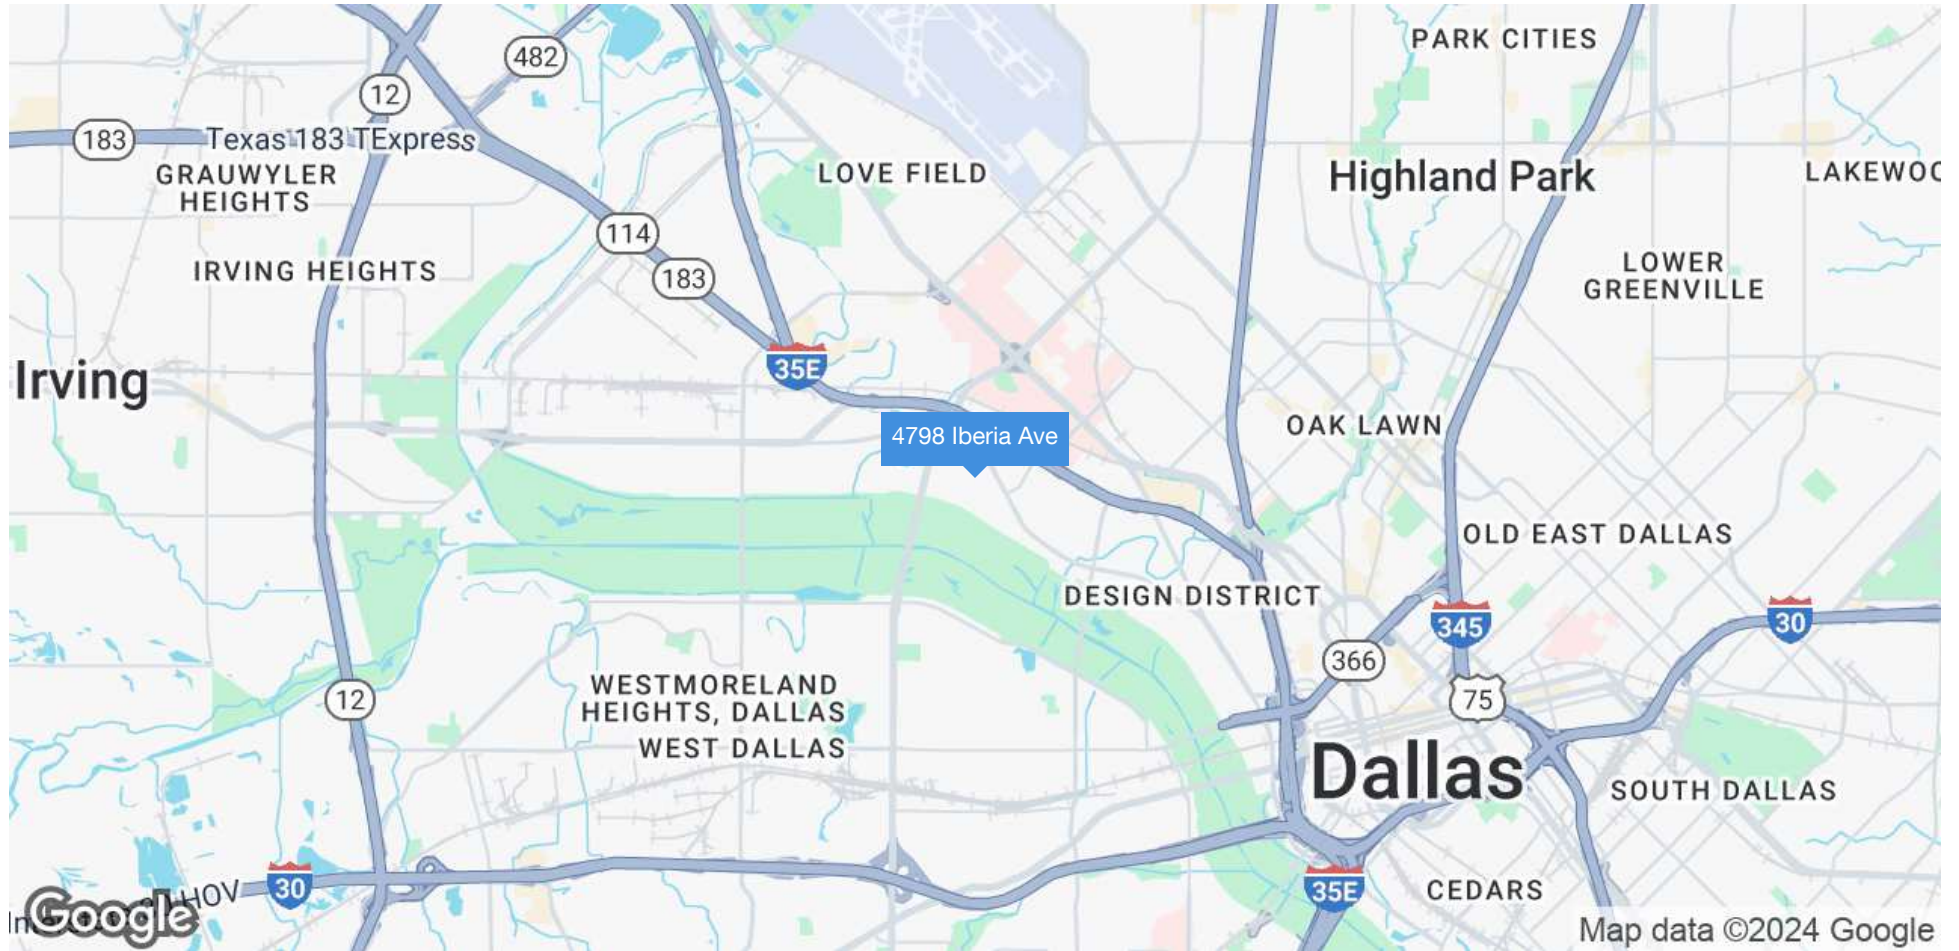 PARK CITIES
482
12
183
Texas 183 TExpress
GRAUWYLER
HEIGHTS
LOVE FIELD
Highland Park
LAKEWOO
114
IRVING HEIGHTS
183
LOWER
GREENVILLE
35E
Irving
4798 Iberia Ave
OAK LAWN
OLD EAST DALLAS
DESIGN DISTRICT
345
30
366
WESTMORELAND
HEIGHTS, DALLAS
12
75
WEST DALLAS
Dallas
SOUTH DALLAS
30
35E
CEDARS
HOV
Google
Map data ©2024 Google